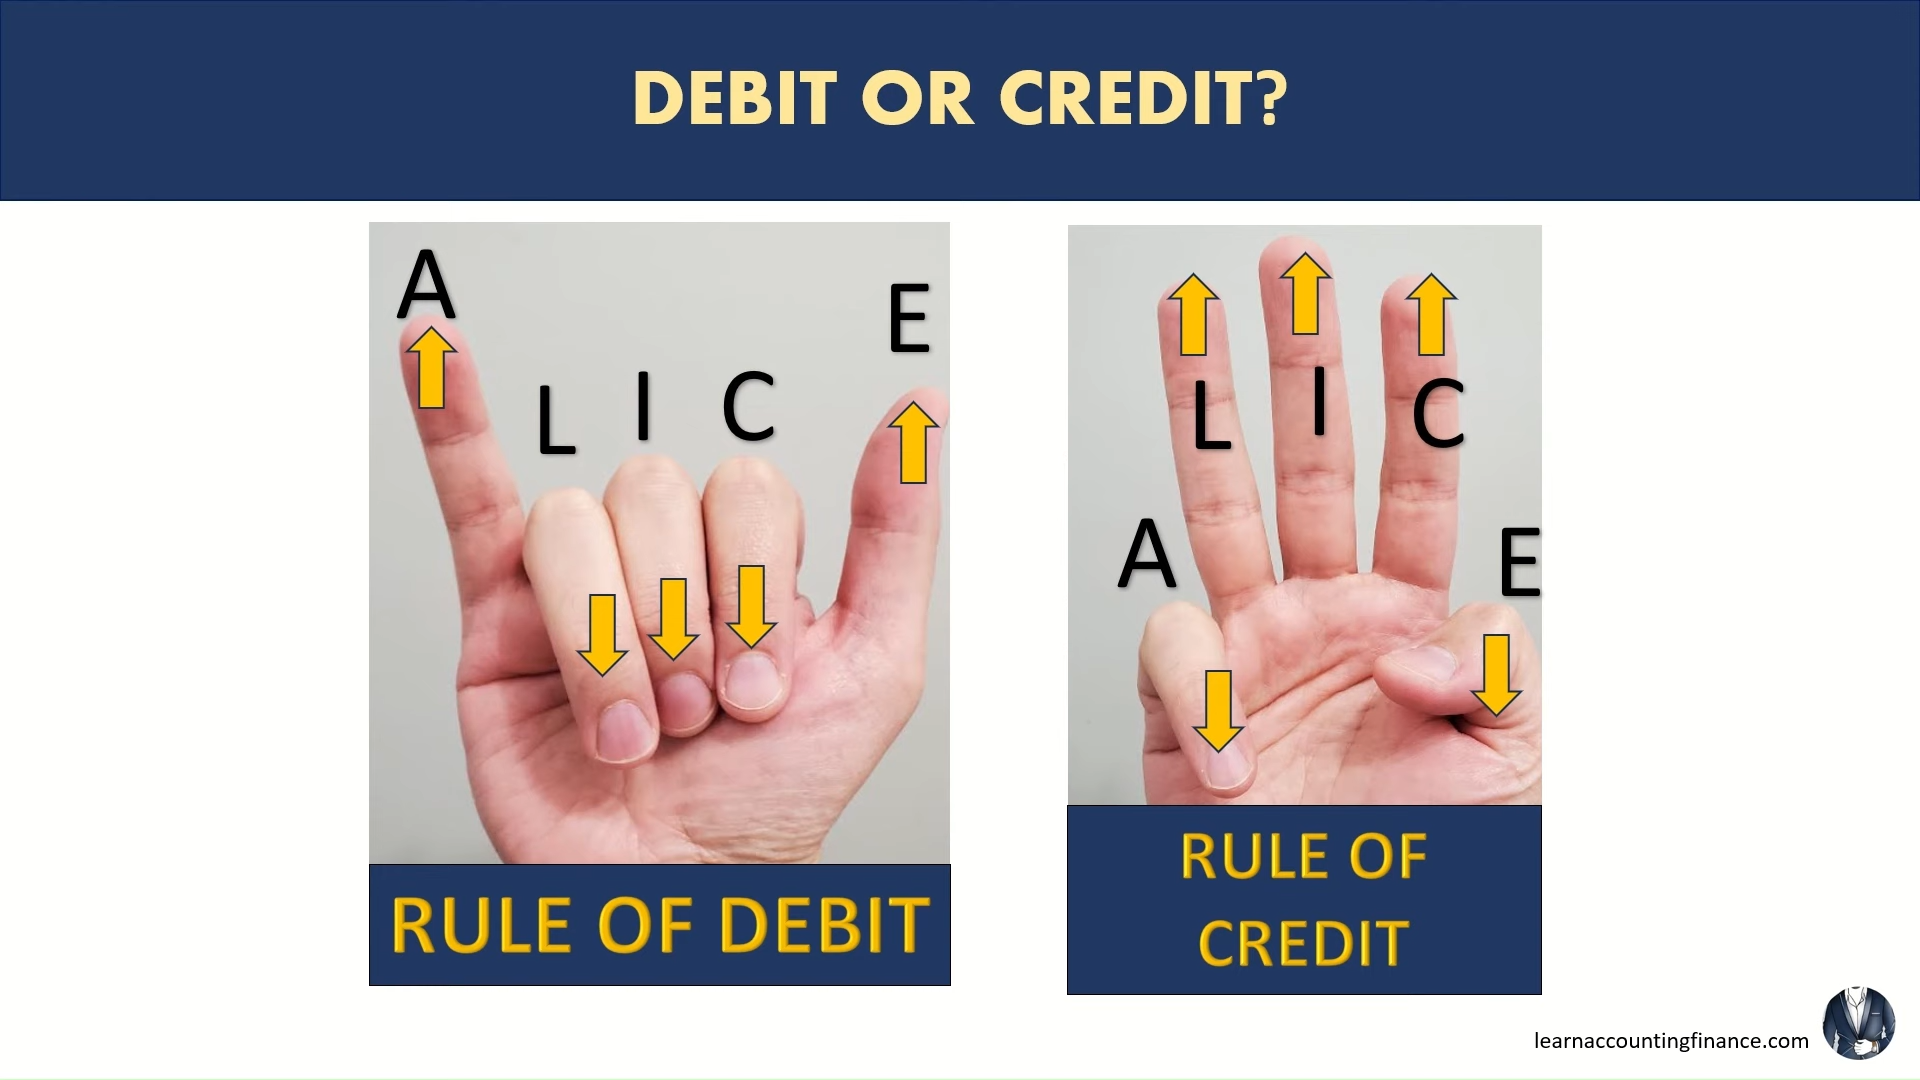 DEBIT OR CREDIT?
A
E
L I C
RULE OF DEBIT
L I C
A
E
RULE OF
CREDIT
learnaccountingfinance.com